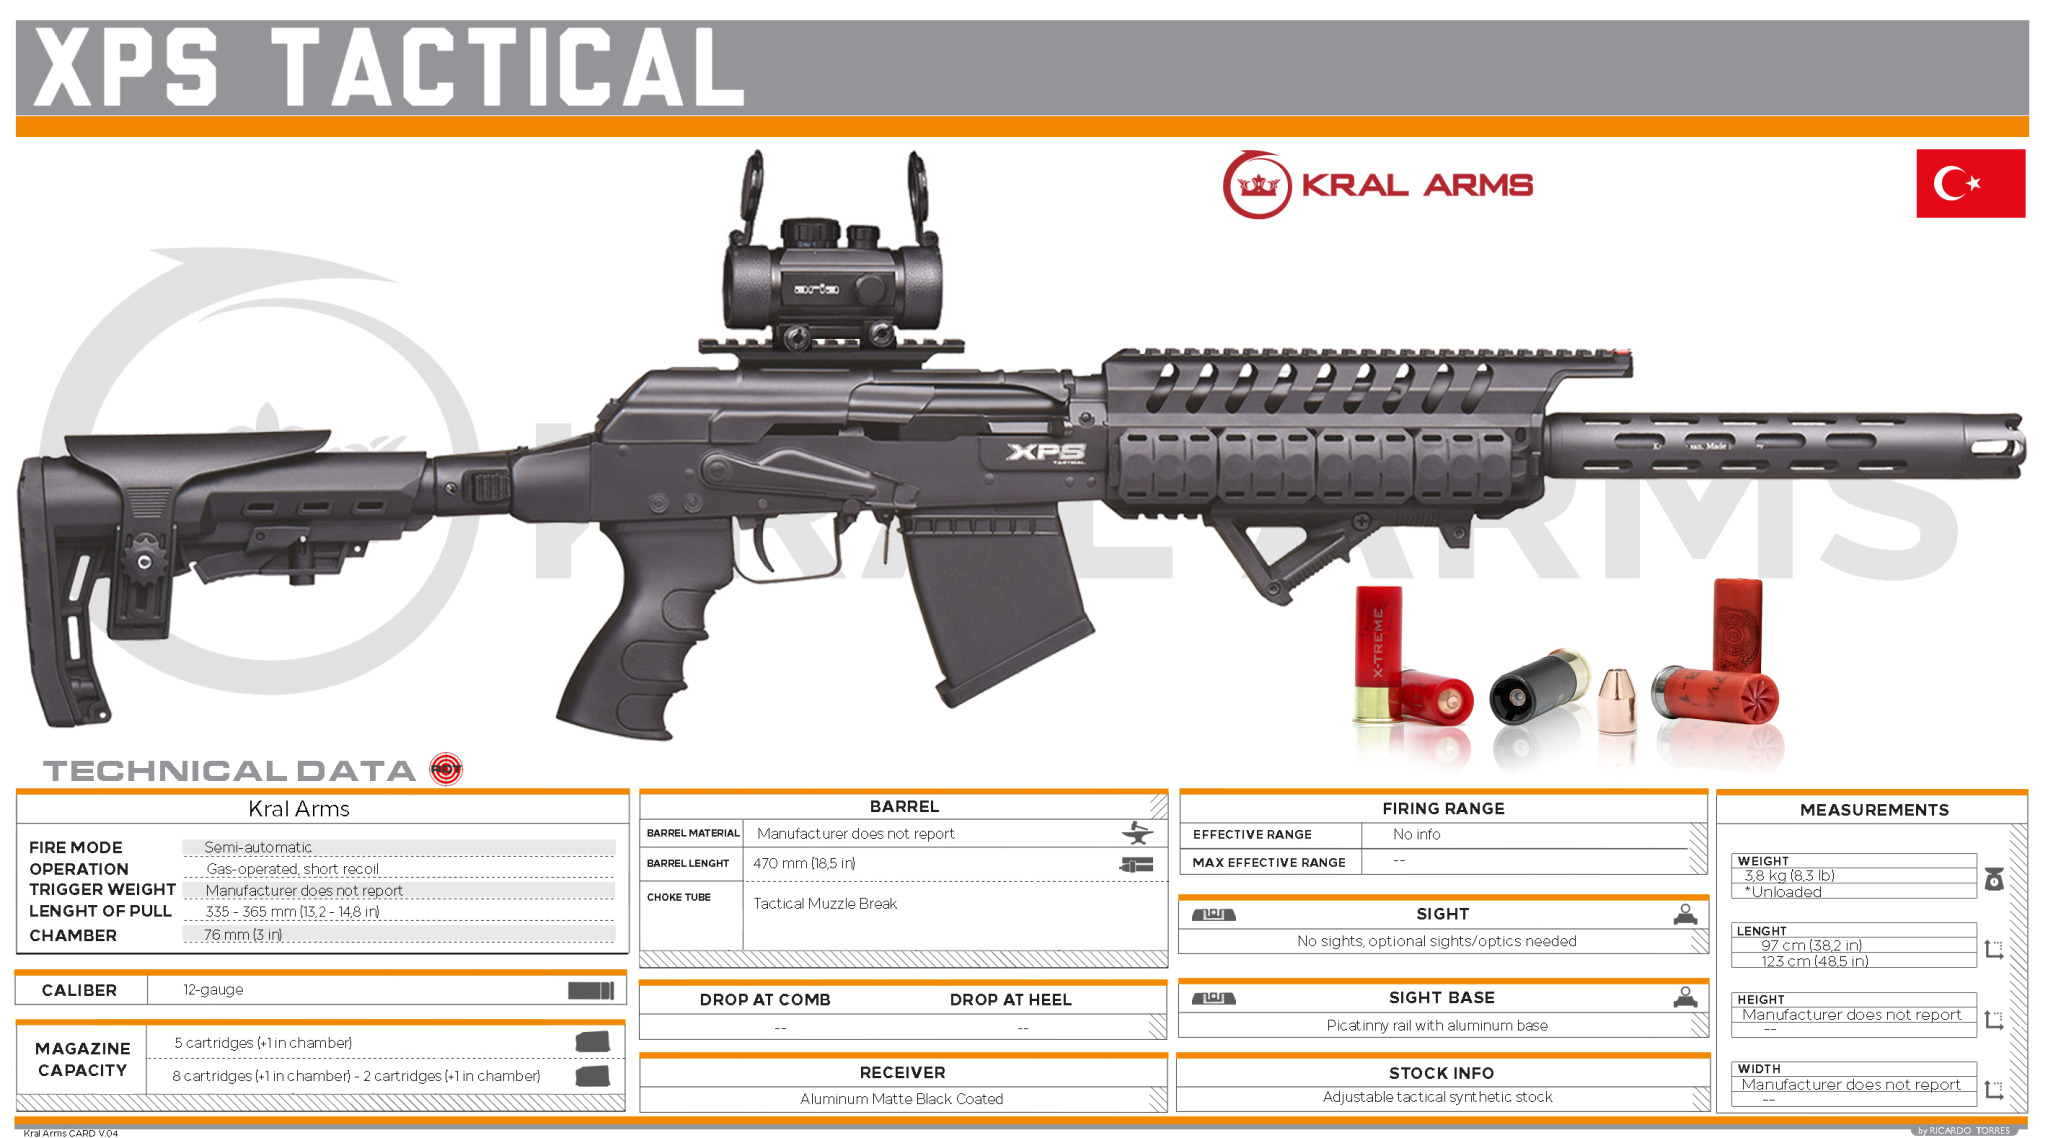 XPS TACTICAL
KRAL ARMS
aria
XPS
TACTICAL
KRAL ARMS
X-TREME
TECHNICAL DATA
Kral Arms
FIRE MODE Semi-automatic
OPERATION Gas-operated, short recoil
TRIGGER WEIGHT Manufacturer does not report
LENGHT OF PULL 335 - 365 mm (13,2 - 14,8 in)
CHAMBER 76 mm (3 in)
CALIBER 12-gauge
MAGAZINE CAPACITY
5 cartridges (+1 in chamber)
8 cartridges (+1 in chamber) - 2 cartridges (+1 in chamber)
BARREL
BARREL MATERIAL Manufacturer does not report
BARREL LENGHT 470 mm (18,5 in)
CHOKE TUBE Tactical Muzzle Break
DROP AT COMB DROP AT HEEL
-- --
RECEIVER
Aluminum Matte Black Coated
FIRING RANGE
EFFECTIVE RANGE No info
MAX EFFECTIVE RANGE --
SIGHT
No sights, optional sights/optics needed
SIGHT BASE
Picatinny rail with aluminum base
STOCK INFO
Adjustable tactical synthetic stock
MEASUREMENTS
WEIGHT
3,8 kg (8,3 lb)
*Unloaded
LENGHT
97 cm (38,2 in)
123 cm (48,5 in)
HEIGHT
Manufacturer does not report
--
WIDTH
Manufacturer does not report
--
Kral Arms CARD V.04
by RICARDO TORRES